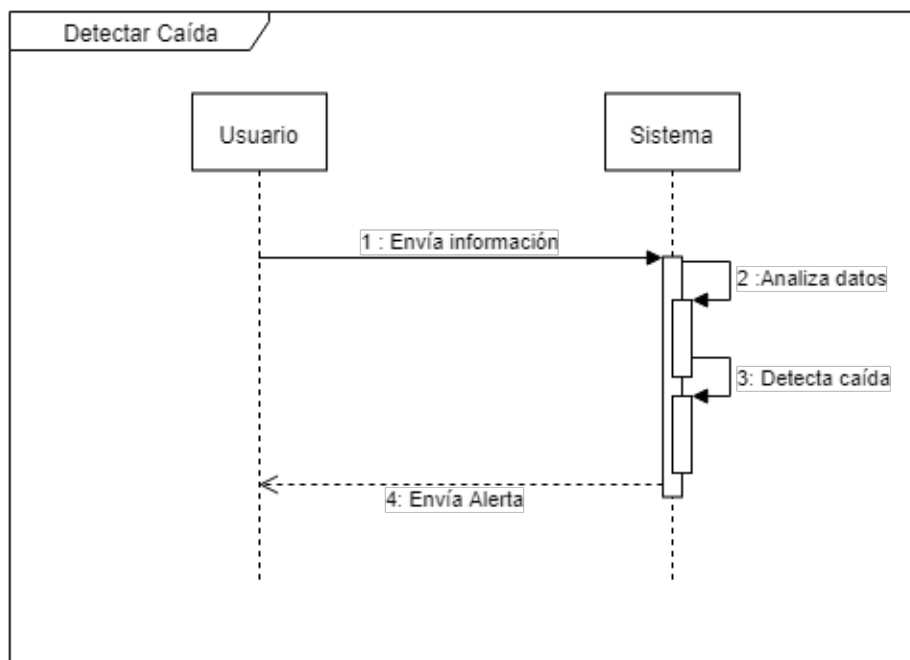 Detectar Caída
Usuario
Sistema
1 : Envía información
2 :Analiza datos
3: Detecta caída
4: Envía Alerta